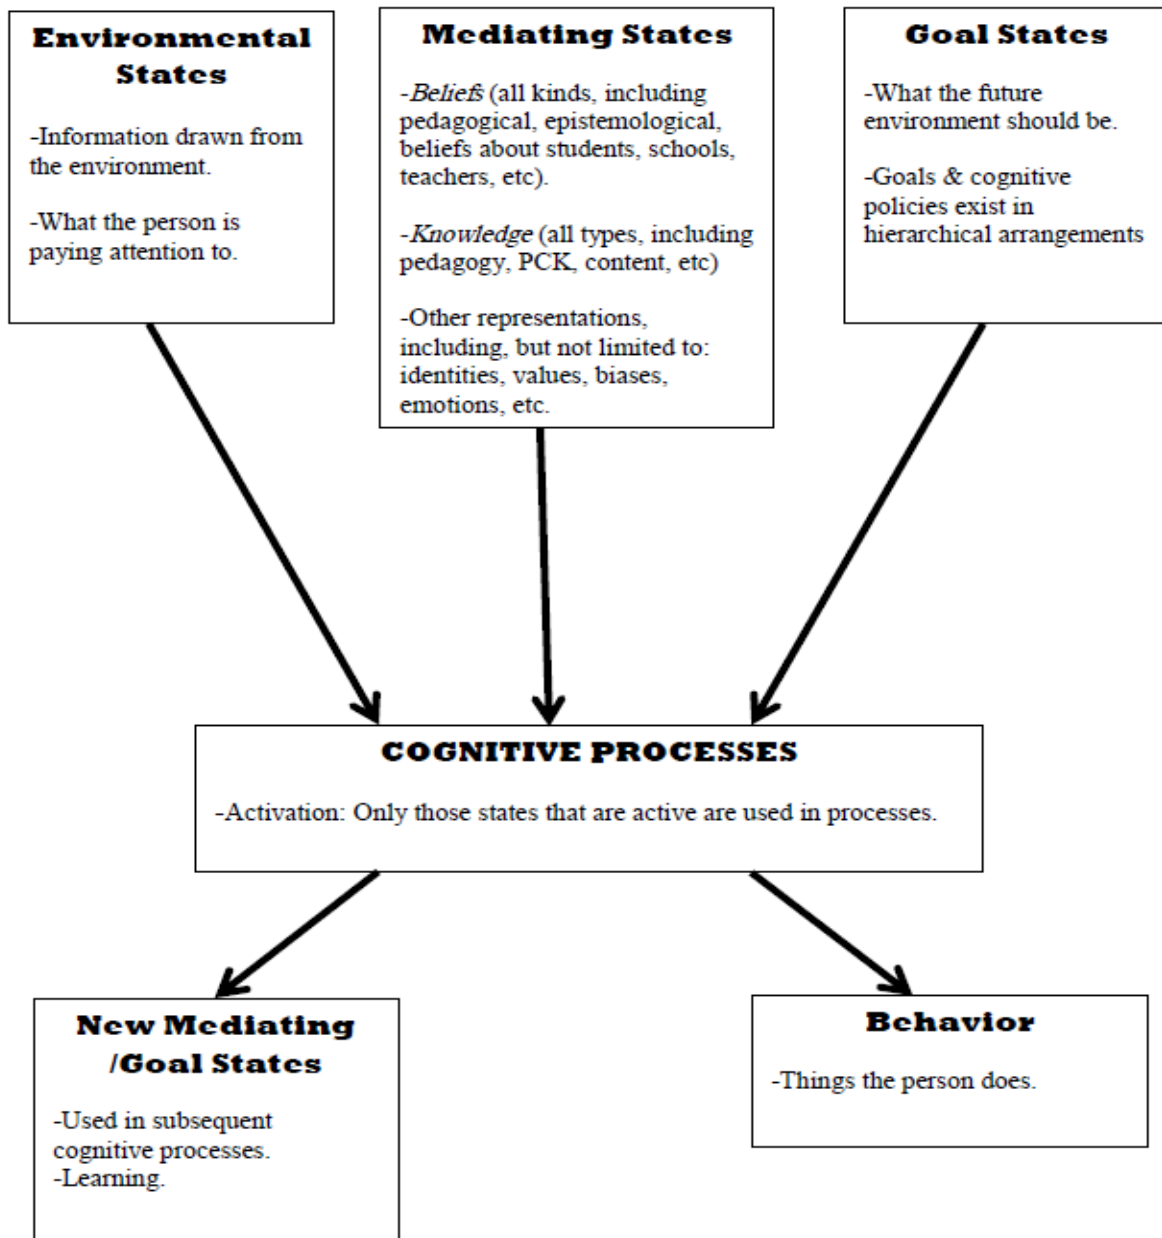 Environmental
States
-Information drawn from
the environment.
-What the person is
paying attention to.
Mediating States
-Beliefs (all kinds, including
pedagogical, epistemological,
beliefs about students, schools,
teachers, etc).
-Knowledge (all types, including
pedagogy, PCK, content, etc)
-Other representations,
including, but not limited to:
identities, values, biases,
emotions, etc.
Goal States
-What the future
environment should be.
-Goals & cognitive
policies exist in
hierarchical arrangements
COGNITIVE PROCESSES
-Activation: Only those states that are active are used in processes.
New Mediating
/Goal States
-Used in subsequent
cognitive processes.
-Learning.
Behavior
-Things the person does.